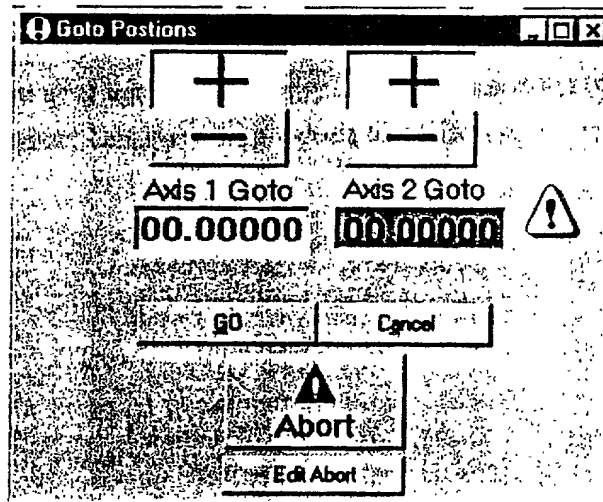 Goto Postions
+ +
— —
Axis 1 Goto Axis 2 Goto
00.00000 00.00000
GO Cancel
Abort
Edit Abort